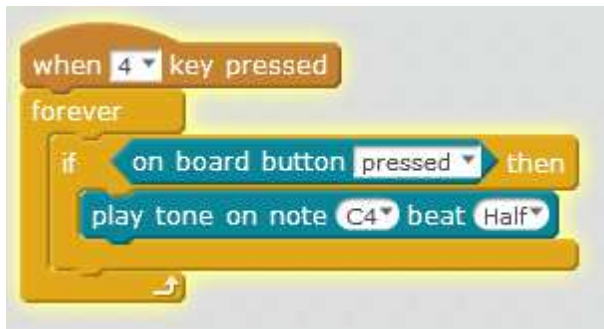 when 4 key pressed
forever
if on board button pressed then
play tone on note C4 beat Half